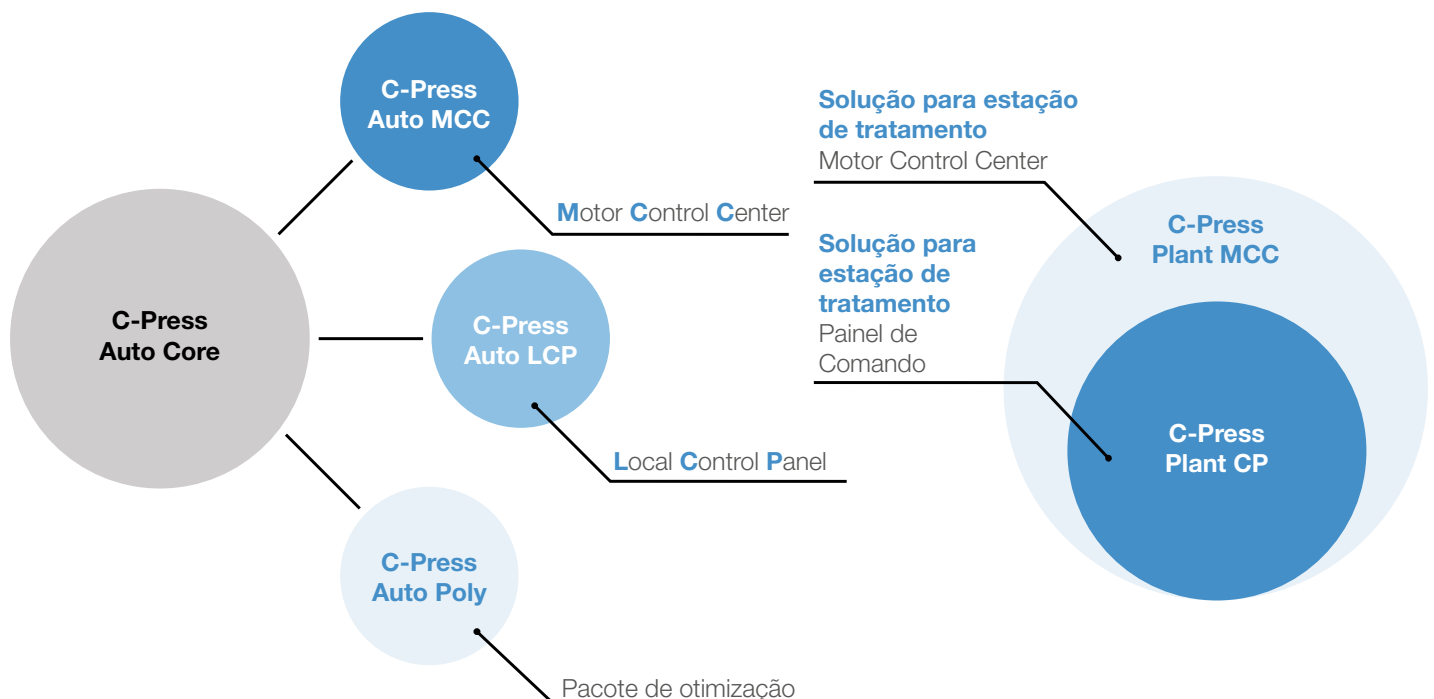 C-Press
Auto MCC
Motor Control Center
C-Press
Auto Core
C-Press
Auto LCP
Local Control Panel
C-Press
Auto Poly
Pacote de otimização
Solução para estação
de tratamento
Motor Control Center
C-Press
Plant MCC
Solução para
estação de
tratamento
Painel de
Comando
C-Press
Plant CP